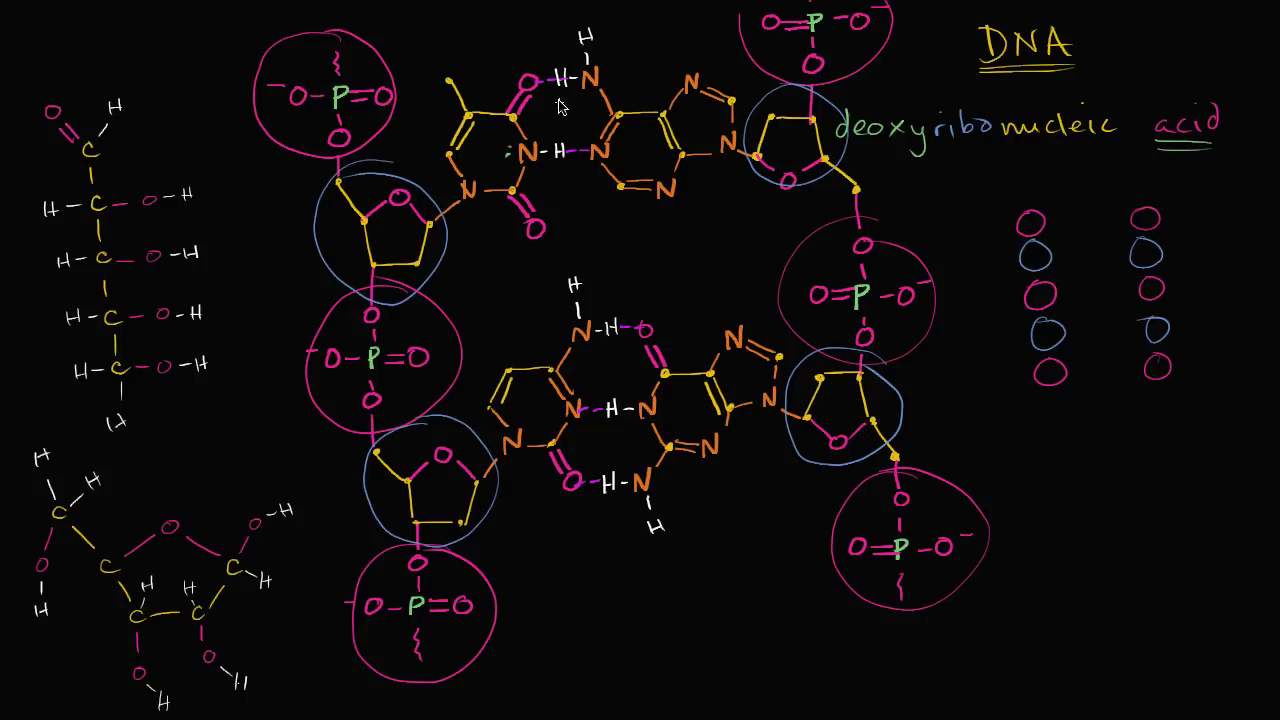 DNA
deoxyribonucleic acid
O H
C
H-C-O-H
H-C-O-H
H-C-O-H
H-C-O-H
H
H H
C O O-H
O C C H
H H H
C C
O O
H H
-O-P=O
O
O
N
O
N-H
O
H
H-N
N
N
N
N
O=P-O-
O
O
O
O=P-O-
O
O
-O-P=O
O
O
N-H
H
N
N
O
O
H-N
H-N
H
N
N
N
O
O
-O-P=O
O
O=P-O-